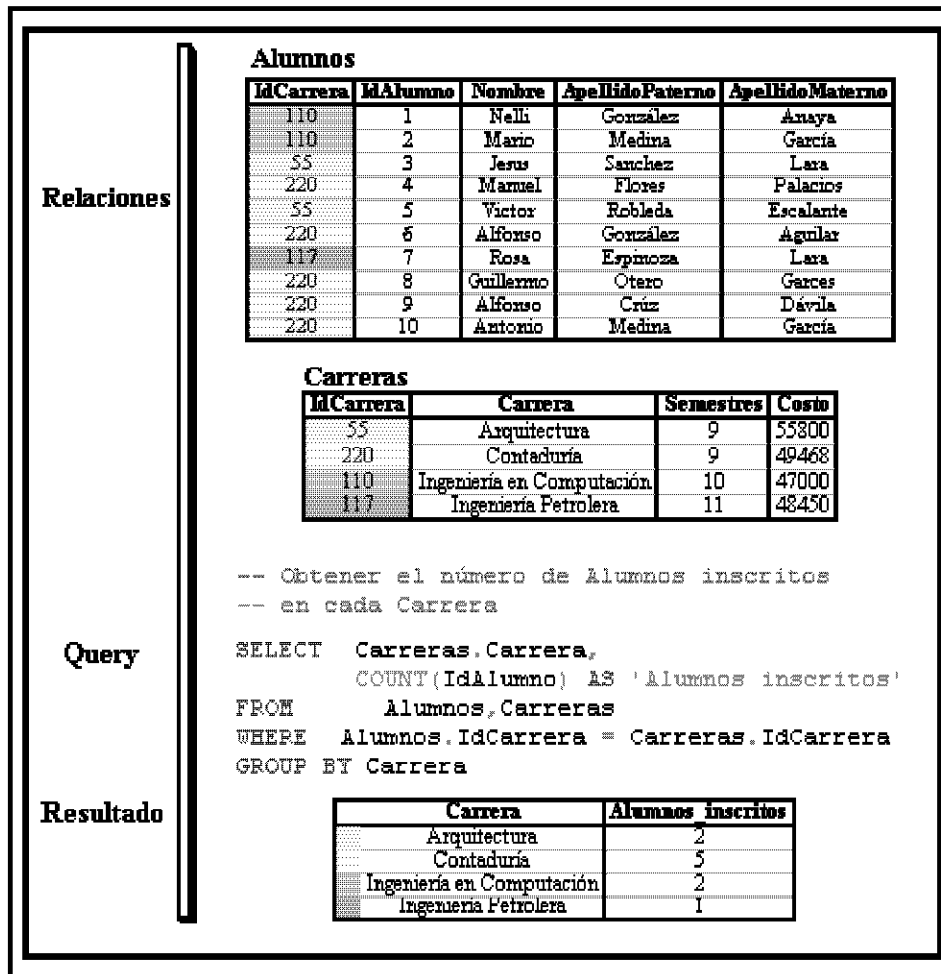 Alumnos
IdCarrera IdAlumno Nombre ApellidoPaterno ApellidoMaterno
110 1 Nelli González Anaya
110 2 Mario Medina García
55 3 Jesus Sanchez Lara
220 4 Manuel Flores Palacios
55 5 Victor Robleda Escalante
220 6 Alfonso González Aguilar
117 7 Rosa Espinoza Lara
220 8 Guillermo Otero Garces
220 9 Alfonso Crúz Dávila
220 10 Antonio Medina García
Relaciones
Carreras
IdCarrera Carrera Semestres Costo
55 Arquitectura 9 55800
220 Contaduría 9 49468
110 Ingeniería en Computación 10 47000
117 Ingeniería Petrolera 11 48450
-- Obtener el número de Alumnos inscritos
-- en cada Carrera
Query
SELECT Carreras.Carrera,
COUNT(IdAlumno) AS 'Alumnos inscritos'
FROM Alumnos,Carreras
WHERE Alumnos.IdCarrera = Carreras.IdCarrera
GROUP BY Carrera
Resultado
Carrera Alumnos_inscritos
Arquitectura 2
Contaduría 5
Ingeniería en Computación 2
Ingeniería Petrolera 1